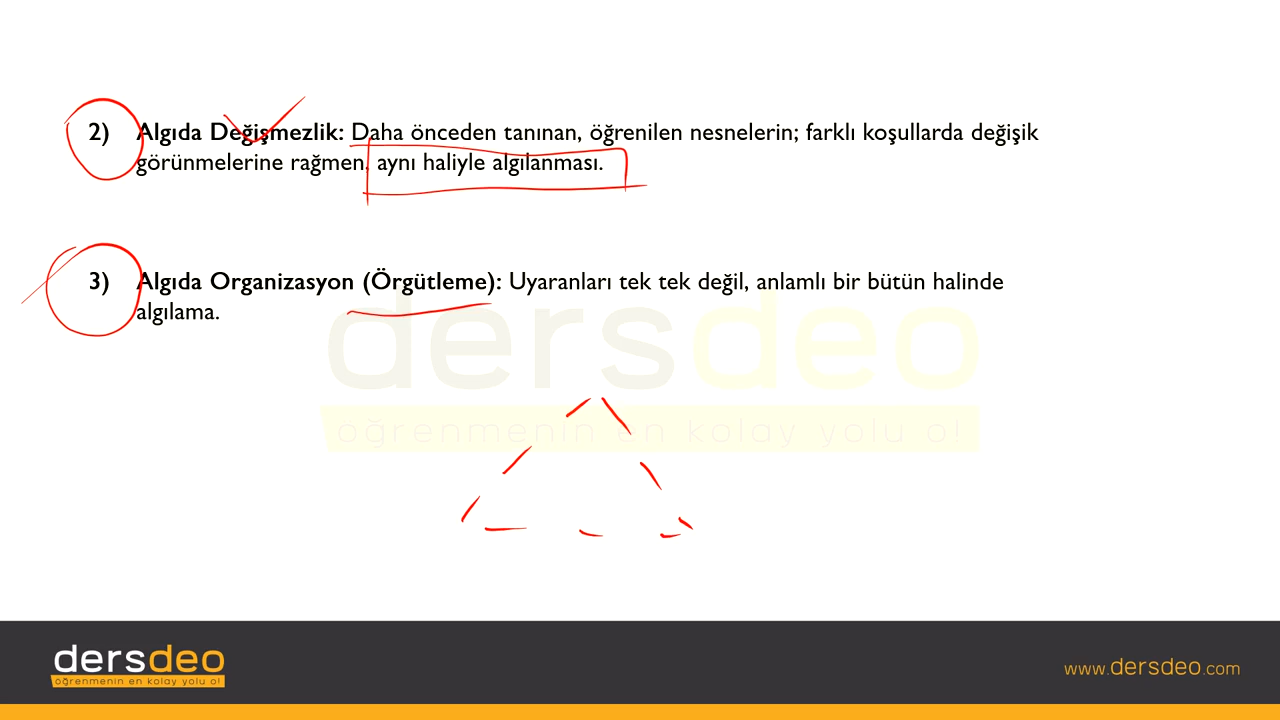 2) Algıda Değişmezlik: Daha önceden tanınan, öğrenilen nesnelerin; farklı koşullarda değişik
görünmelerine rağmen, aynı haliyle algılanması.
3) Algıda Organizasyon (Örgütleme): Uyaranları tek tek değil, anlamlı bir bütün halinde
algılama.
dersdeo
öğrenmenin en kolay yolu o!
dersdeo
öğrenmenin en kolay yolu o!
www.dersdeo.com